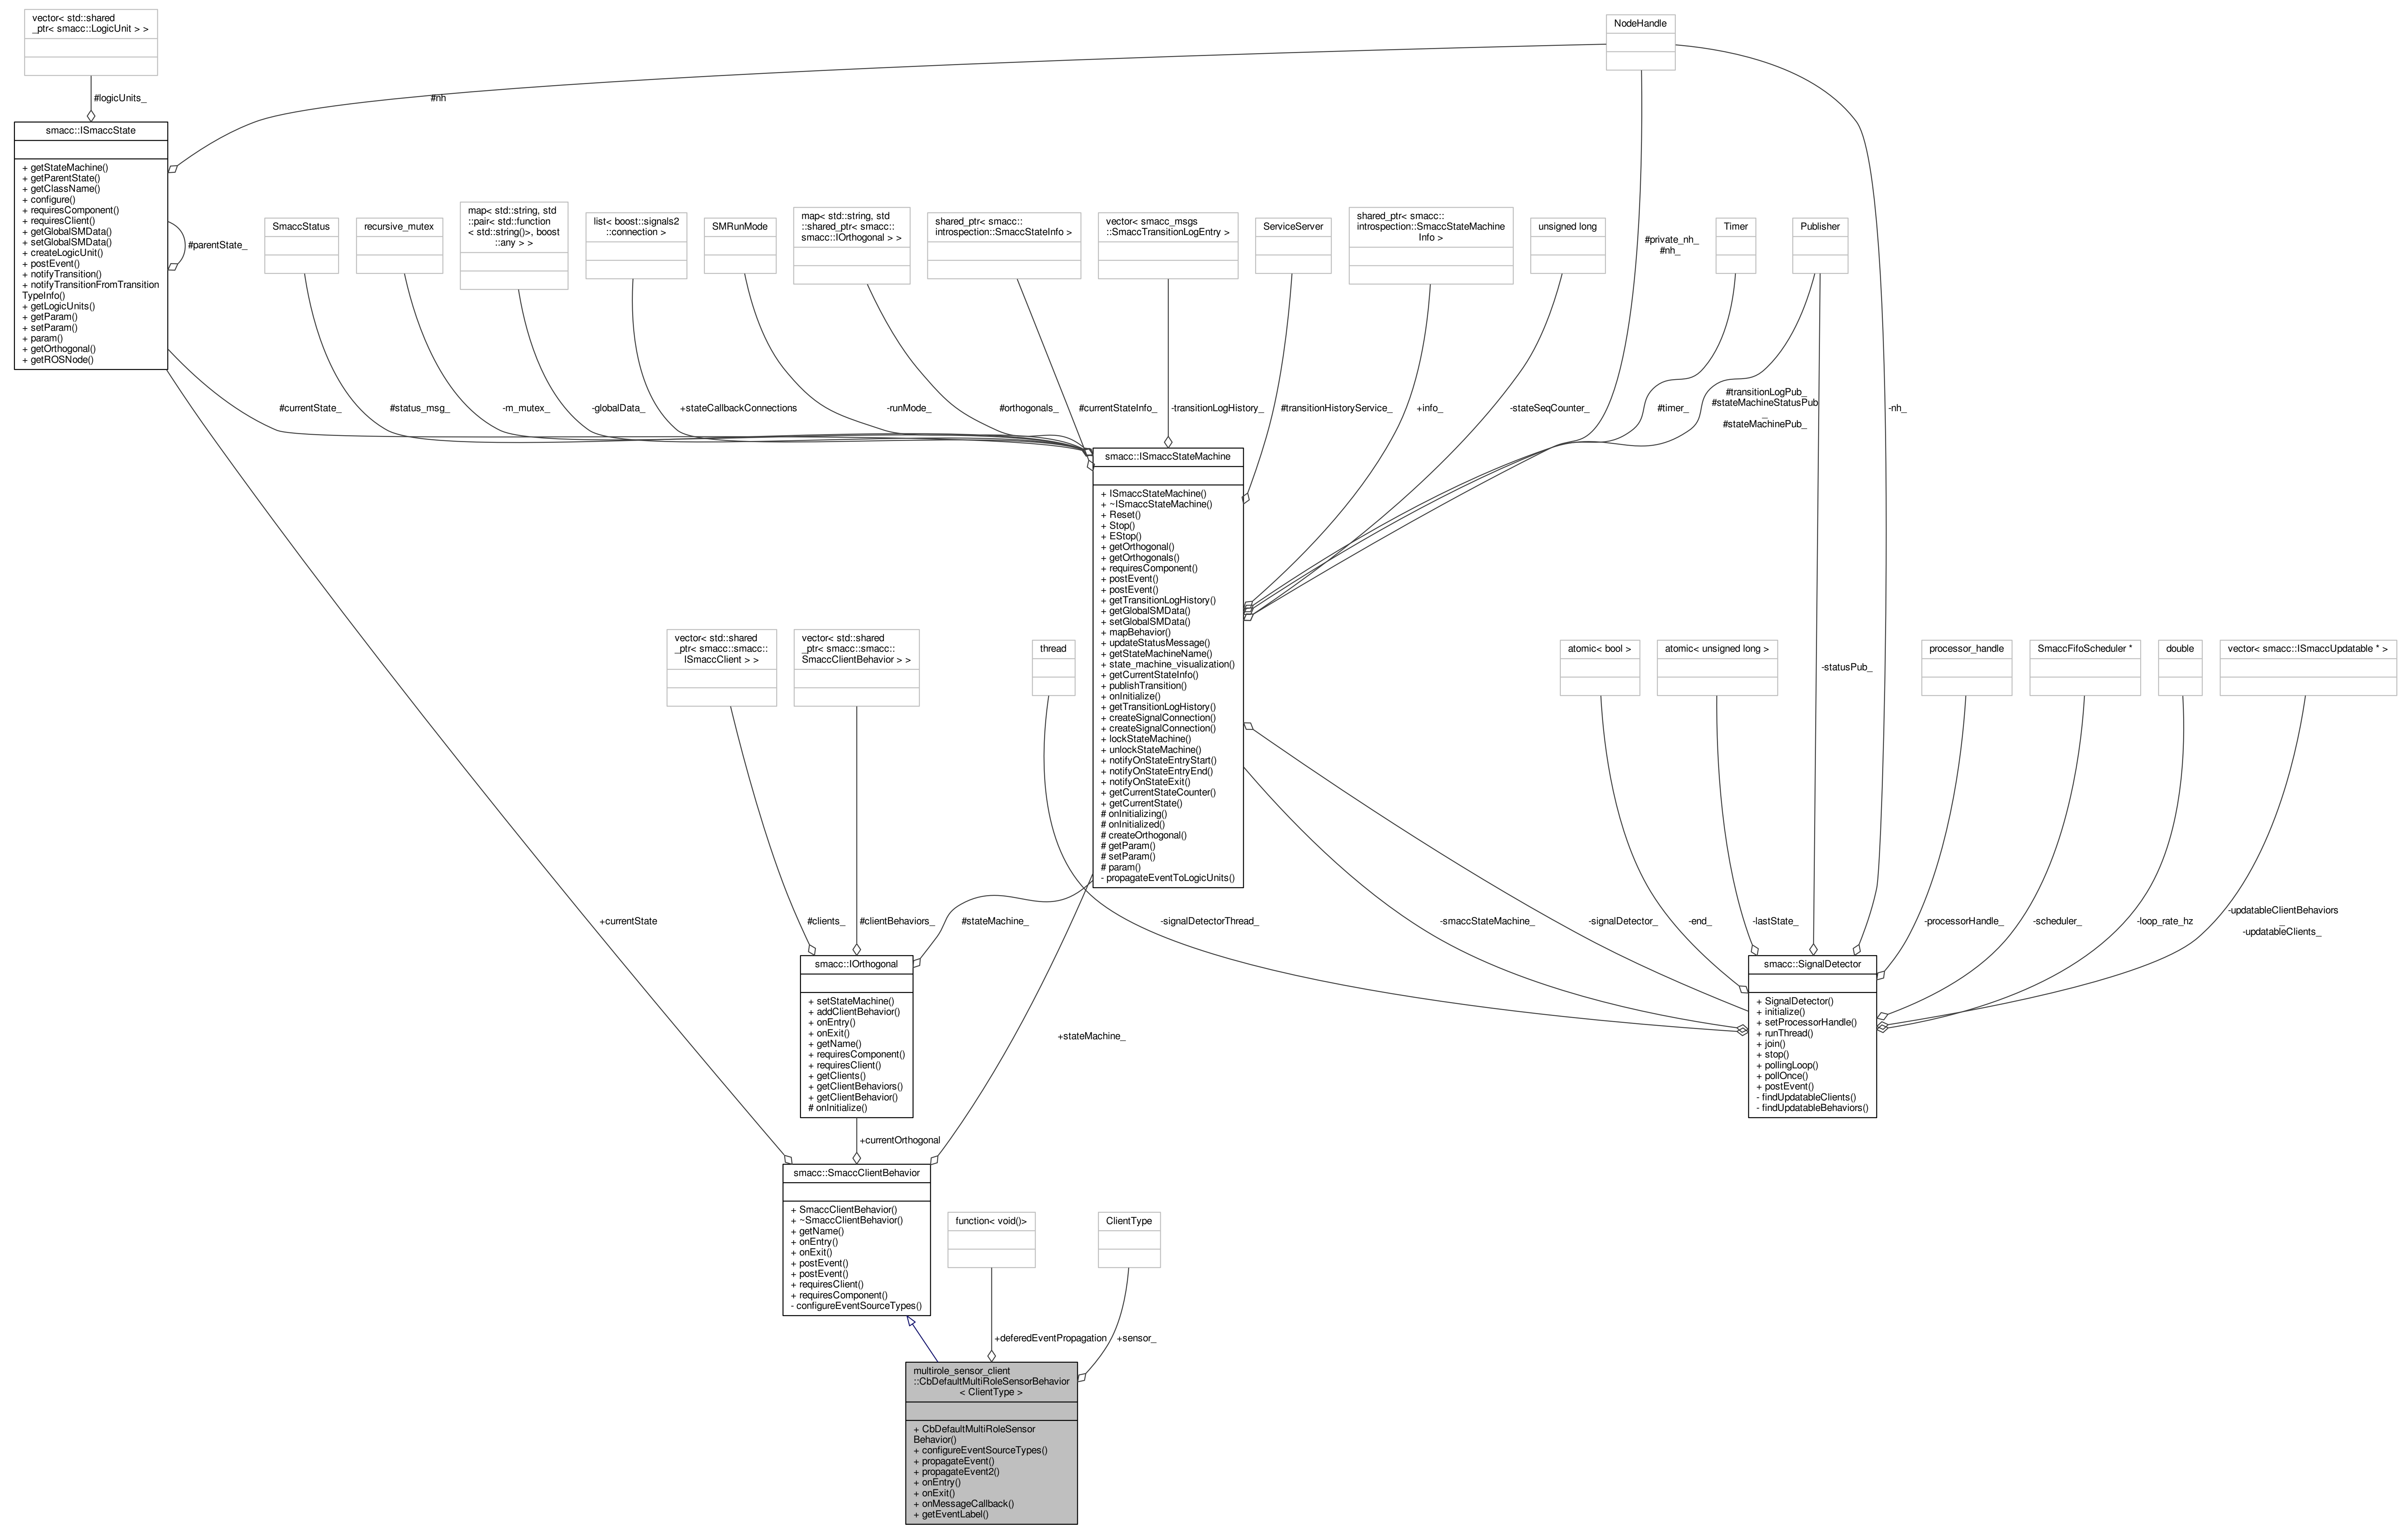 vector< std::shared
_ptr< smacc::LogicUnit > >
NodeHandle
#logicUnits_
#nh
smacc::ISmaccState
+ getStateMachine()
+ getParentState()
+ getClassName()
+ configure()
+ requiresComponent()
+ requiresClient()
+ getGlobalSMData()
+ setGlobalSMData()
+ createLogicUnit()
+ postEvent()
+ notifyTransition()
+ notifyTransitionFromTransition
TypeInfo()
+ getLogicUnits()
+ getParam()
+ setParam()
+ param()
+ getOrthogonal()
+ getROSNode()
#parentState_
SmaccStatus
recursive_mutex
map< std::string, std
::pair< std::function
< std::string()>, boost
::any > >
list< boost::signals2
::connection >
SMRunMode
map< std::string, std
::shared_ptr< smacc::
smacc::IOrthogonal > >
shared_ptr< smacc::
introspection::SmaccStateInfo >
vector< smacc_msgs
::SmaccTransitionLogEntry >
ServiceServer
shared_ptr< smacc::
introspection::SmaccStateMachine
Info >
unsigned long
#private_nh_
#nh_
Timer
Publisher
#currentState_
#status_msg_
-m_mutex_
-globalData_
+stateCallbackConnections
-runMode_
#orthogonals_
#currentStateInfo_
-transitionLogHistory_
#transitionHistoryService_
+info_
-stateSeqCounter_
#timer_
#transitionLogPub_
#stateMachineStatusPub
_
#stateMachinePub_
-nh_
smacc::ISmaccStateMachine
+ ISmaccStateMachine()
+ ~ISmaccStateMachine()
+ Reset()
+ Stop()
+ EStop()
+ getOrthogonal()
+ getOrthogonals()
+ requiresComponent()
+ postEvent()
+ postEvent()
+ getTransitionLogHistory()
+ getGlobalSMData()
+ setGlobalSMData()
+ mapBehavior()
+ updateStatusMessage()
+ getStateMachineName()
+ state_machine_visualization()
+ getCurrentStateInfo()
+ publishTransition()
+ onInitialize()
+ getTransitionLogHistory()
+ createSignalConnection()
+ createSignalConnection()
+ lockStateMachine()
+ unlockStateMachine()
+ notifyOnStateEntryStart()
+ notifyOnStateEntryEnd()
+ notifyOnStateExit()
+ getCurrentStateCounter()
+ getCurrentState()
# onInitializing()
# onInitialized()
# createOrthogonal()
# getParam()
# setParam()
# param()
- propagateEventToLogicUnits()
vector< std::shared
_ptr< smacc::smacc::
ISmaccClient > >
vector< std::shared
_ptr< smacc::smacc::
SmaccClientBehavior > >
thread
atomic< bool >
atomic< unsigned long >
-statusPub_
processor_handle
SmaccFifoScheduler *
double
vector< smacc::ISmaccUpdatable * >
+currentState
#clients_
#clientBehaviors_
#stateMachine_
-signalDetectorThread_
-smaccStateMachine_
-signalDetector_
-end_
-lastState_
-processorHandle_
-scheduler_
-loop_rate_hz
-updatableClientBehaviors
_
-updatableClients_
smacc::IOrthogonal
+ setStateMachine()
+ addClientBehavior()
+ onEntry()
+ onExit()
+ getName()
+ requiresComponent()
+ requiresClient()
+ getClients()
+ getClientBehaviors()
+ getClientBehavior()
# onInitialize()
+stateMachine_
smacc::SignalDetector
+ SignalDetector()
+ initialize()
+ setProcessorHandle()
+ runThread()
+ join()
+ stop()
+ pollingLoop()
+ pollOnce()
+ postEvent()
- findUpdatableClients()
- findUpdatableBehaviors()
+currentOrthogonal
smacc::SmaccClientBehavior
+ SmaccClientBehavior()
+ ~SmaccClientBehavior()
+ getName()
+ onEntry()
+ onExit()
+ postEvent()
+ postEvent()
+ requiresClient()
+ requiresComponent()
- configureEventSourceTypes()
function< void()>
ClientType
+deferedEventPropagation
+sensor_
multirole_sensor_client
::CbDefaultMultiRoleSensorBehavior
< ClientType >
+ CbDefaultMultiRoleSensor
Behavior()
+ configureEventSourceTypes()
+ propagateEvent()
+ propagateEvent2()
+ onEntry()
+ onExit()
+ onMessageCallback()
+ getEventLabel()